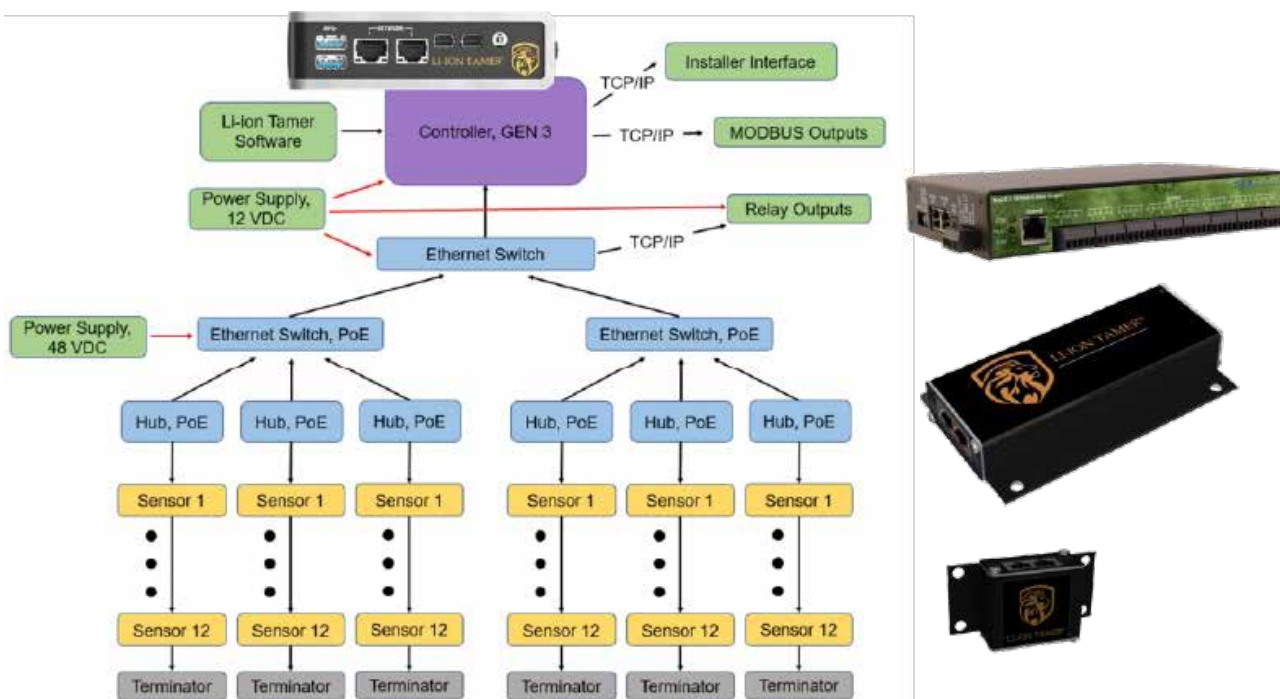 NETWORK
LI-ION TAMER
Installer Interface
TCP/IP
Li-ion Tamer
Software
Controller, GEN 3
TCP/IP
MODBUS Outputs
Power Supply,
12 VDC
Relay Outputs
TCP/IP
Ethernet Switch
Power Supply,
48 VDC
Ethernet Switch, PoE
Ethernet Switch, PoE
LI-ION TAMER
Hub, PoE
Hub, PoE
Hub, PoE
Hub, PoE
Hub, PoE
Hub, PoE
Sensor 1
Sensor 1
Sensor 1
Sensor 1
Sensor 1
Sensor 1
Sensor 12
Sensor 12
Sensor 12
Sensor 12
Sensor 12
Sensor 12
LI-ION TAMER
Terminator
Terminator
Terminator
Terminator
Terminator
Terminator